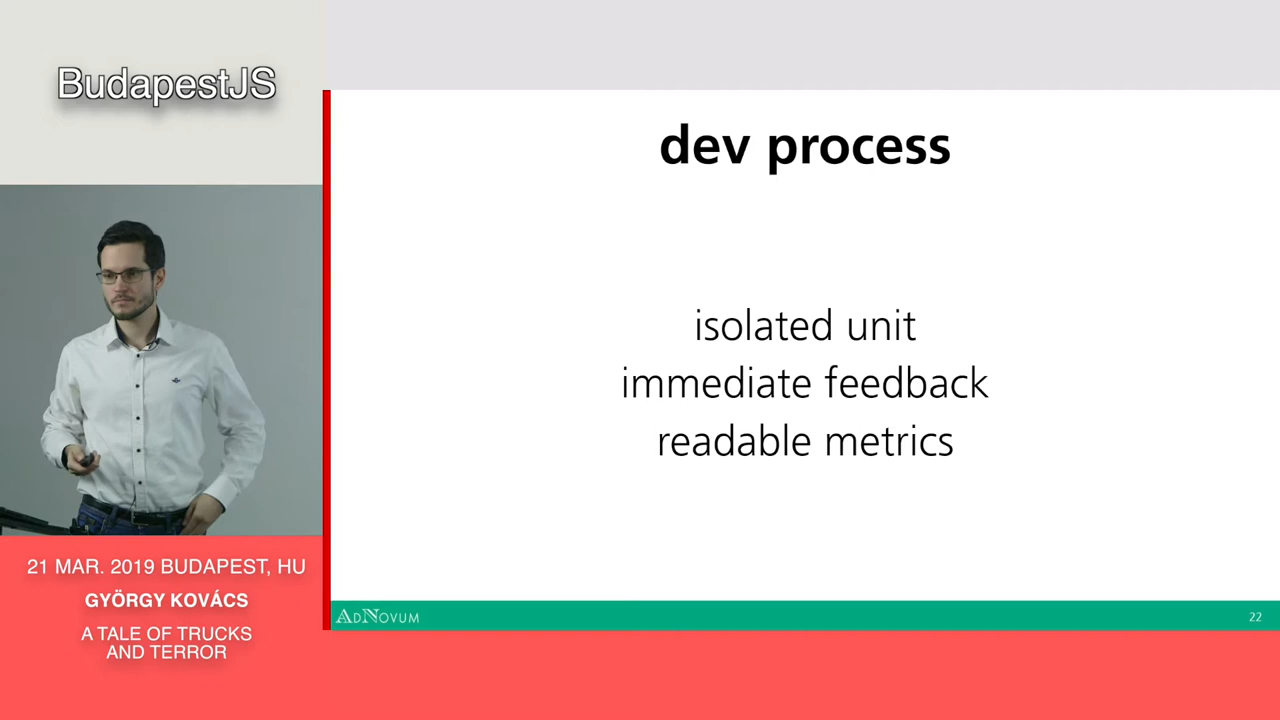 BudapestJS
dev process
isolated unit
immediate feedback
readable metrics
21 MAR. 2019 BUDAPEST, HU
GYÖRGY KOVÁCS
A TALE OF TRUCKS
AND TERROR
ADNOVUM
22